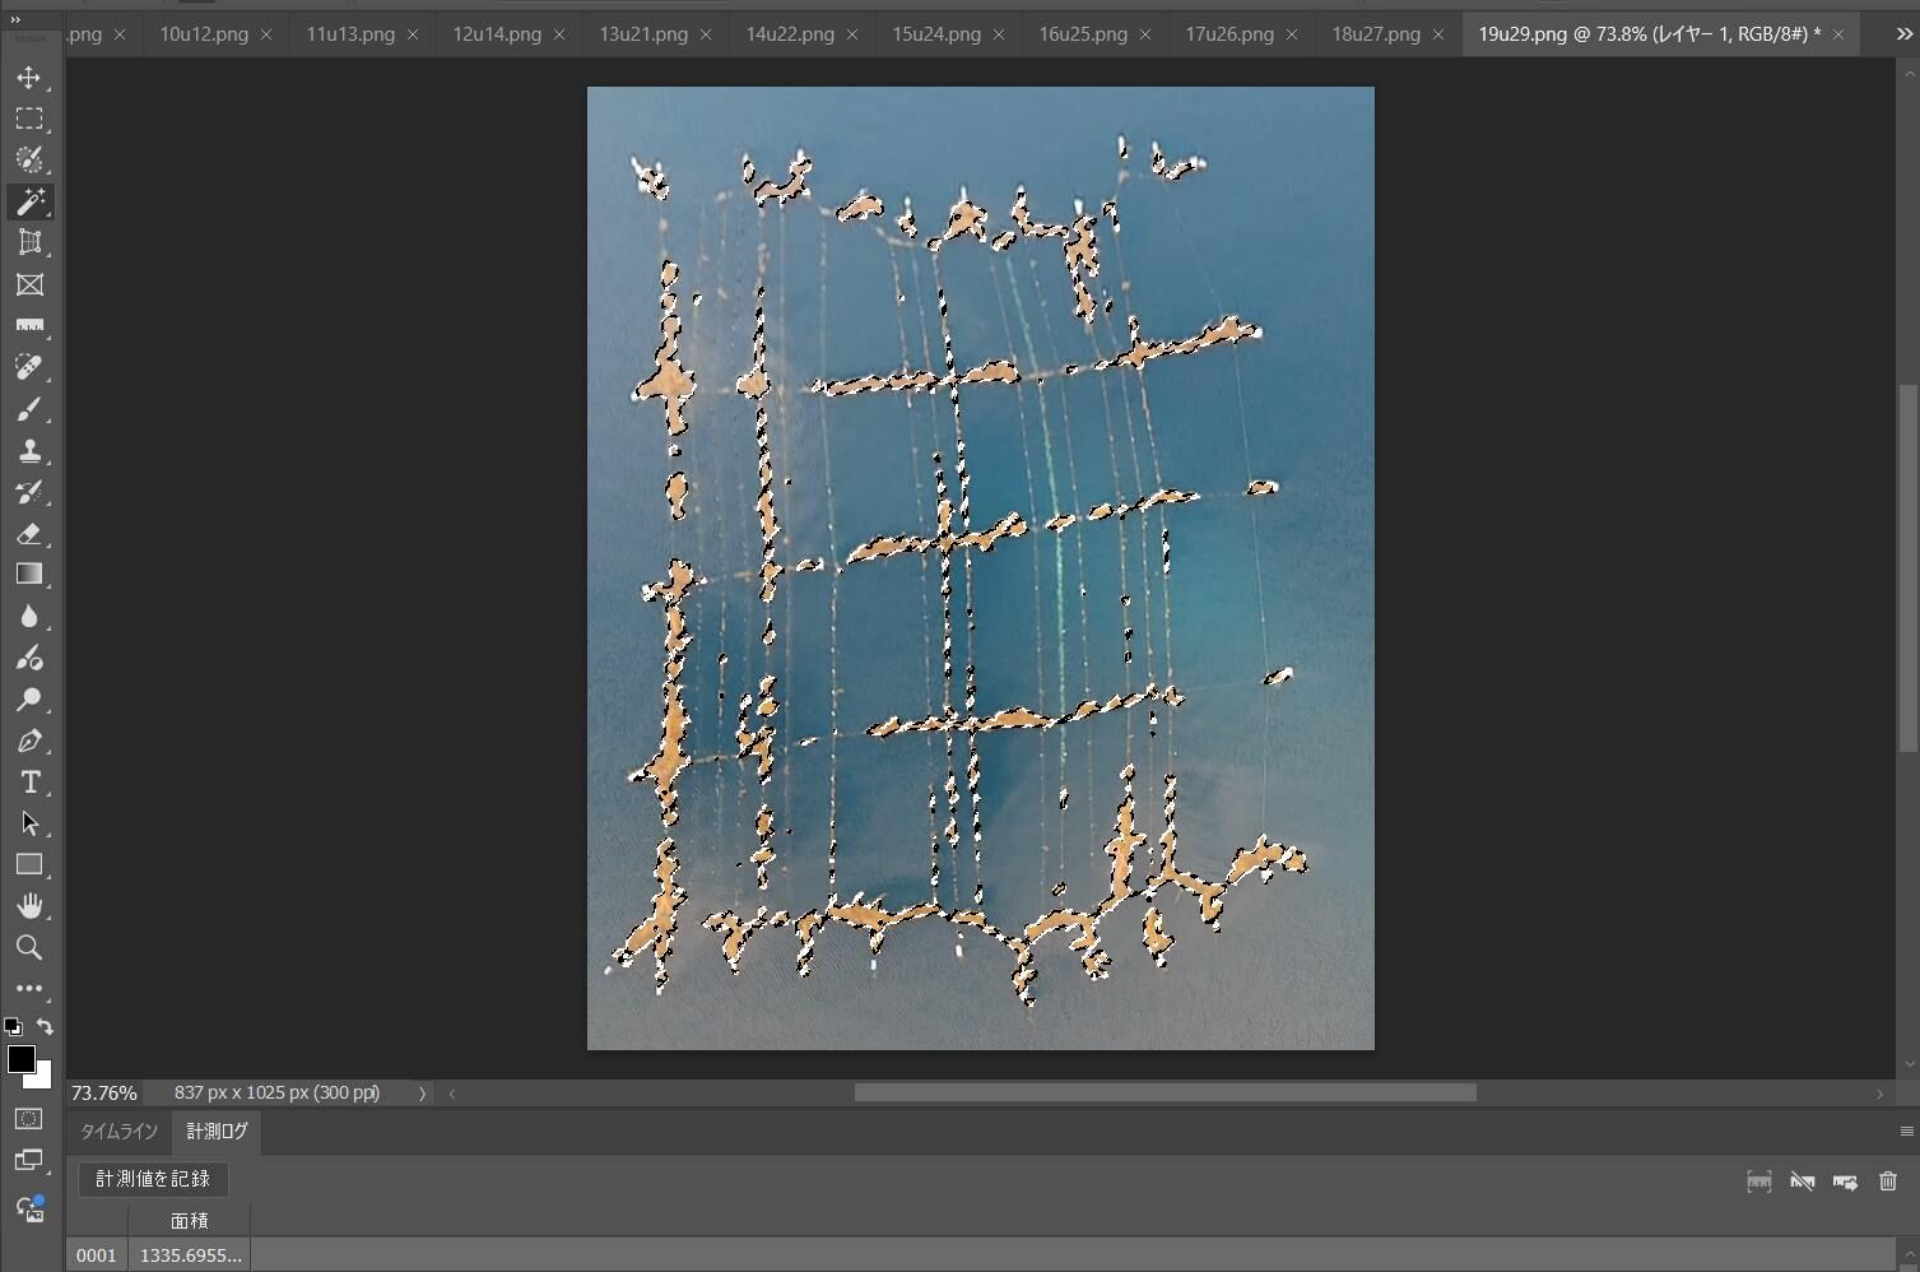 .png × 10u12.png × 11u13.png × 12u14.png × 13u21.png × 14u22.png × 15u24.png × 16u25.png × 17u26.png × 18u27.png × 19u29.png @ 73.8% (レイヤー 1, RGB/8#) * ×
73.76% 837 px x 1025 px (300 ppi)
タイムライン 計測ログ
計測値を記録
面積
0001 1335.6955...